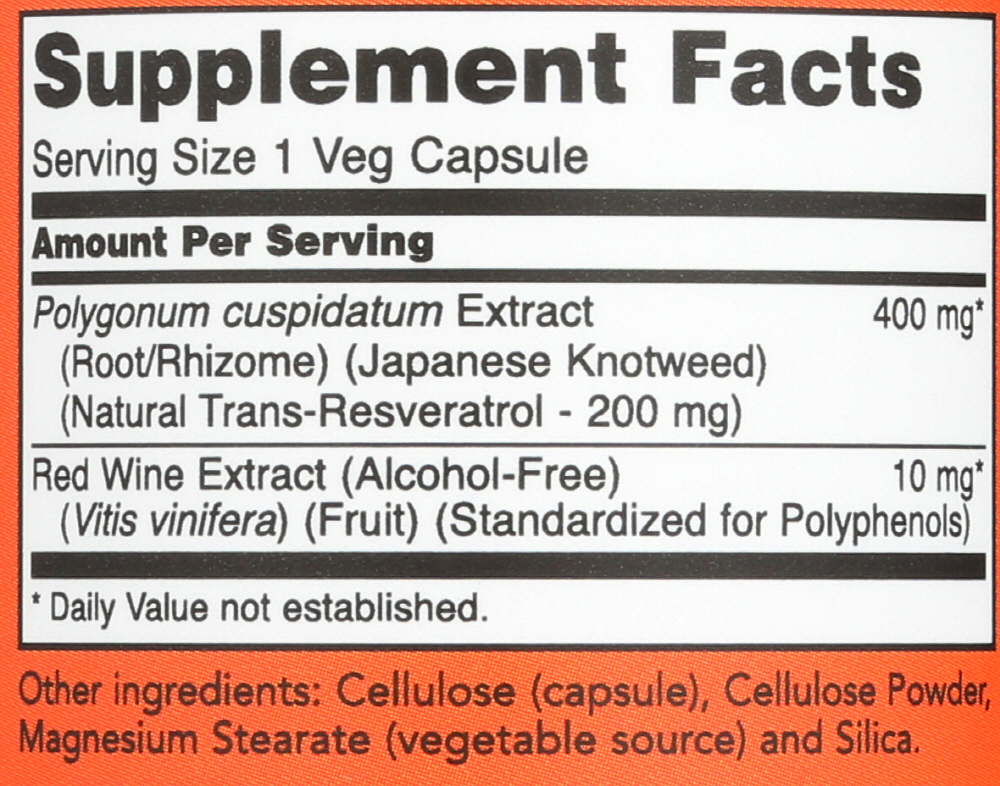 Supplement Facts
Serving Size 1 Veg Capsule
Amount Per Serving
Polygonum cuspidatum Extract 400 mg*
(Root/Rhizome) (Japanese Knotweed)
(Natural Trans-Resveratrol - 200 mg)
Red Wine Extract (Alcohol-Free) 10 mg*
(Vitis vinifera) (Fruit) (Standardized for Polyphenols)
* Daily Value not established.
Other ingredients: Cellulose (capsule), Cellulose Powder,
Magnesium Stearate (vegetable source) and Silica.